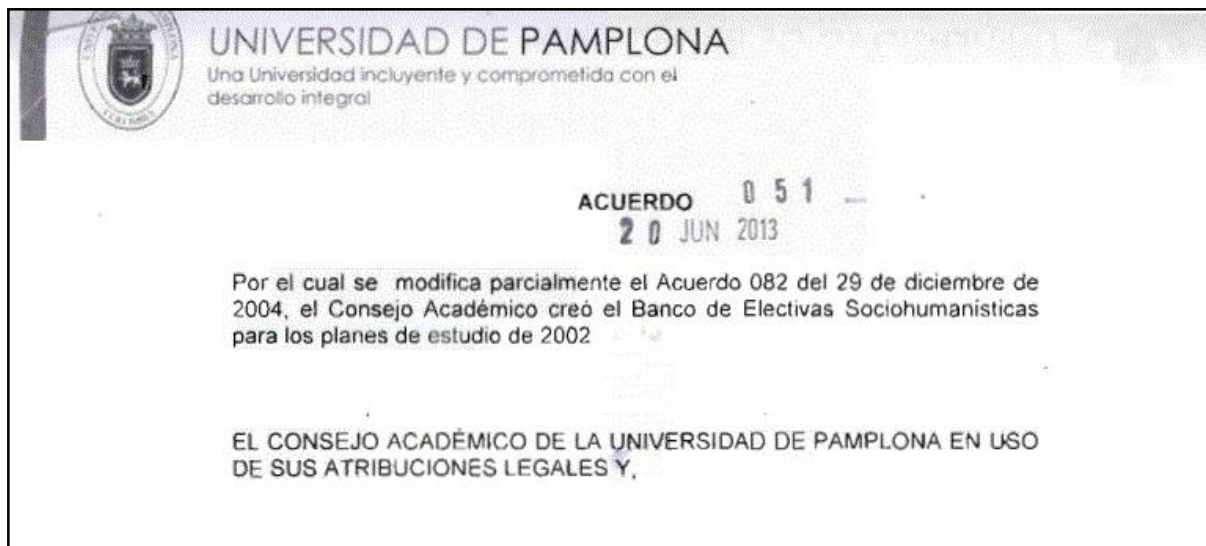 UNIVERSIDAD DE PAMPLONA
Una Universidad incluyente y comprometida con el
desarrollo integral
ACUERDO 051
20 JUN 2013
Por el cual se modifica parcialmente el Acuerdo 082 del 29 de diciembre de
2004, el Consejo Académico creó el Banco de Electivas Sociohumanísticas
para los planes de estudio de 2002
EL CONSEJO ACADÉMICO DE LA UNIVERSIDAD DE PAMPLONA EN USO
DE SUS ATRIBUCIONES LEGALES Y,